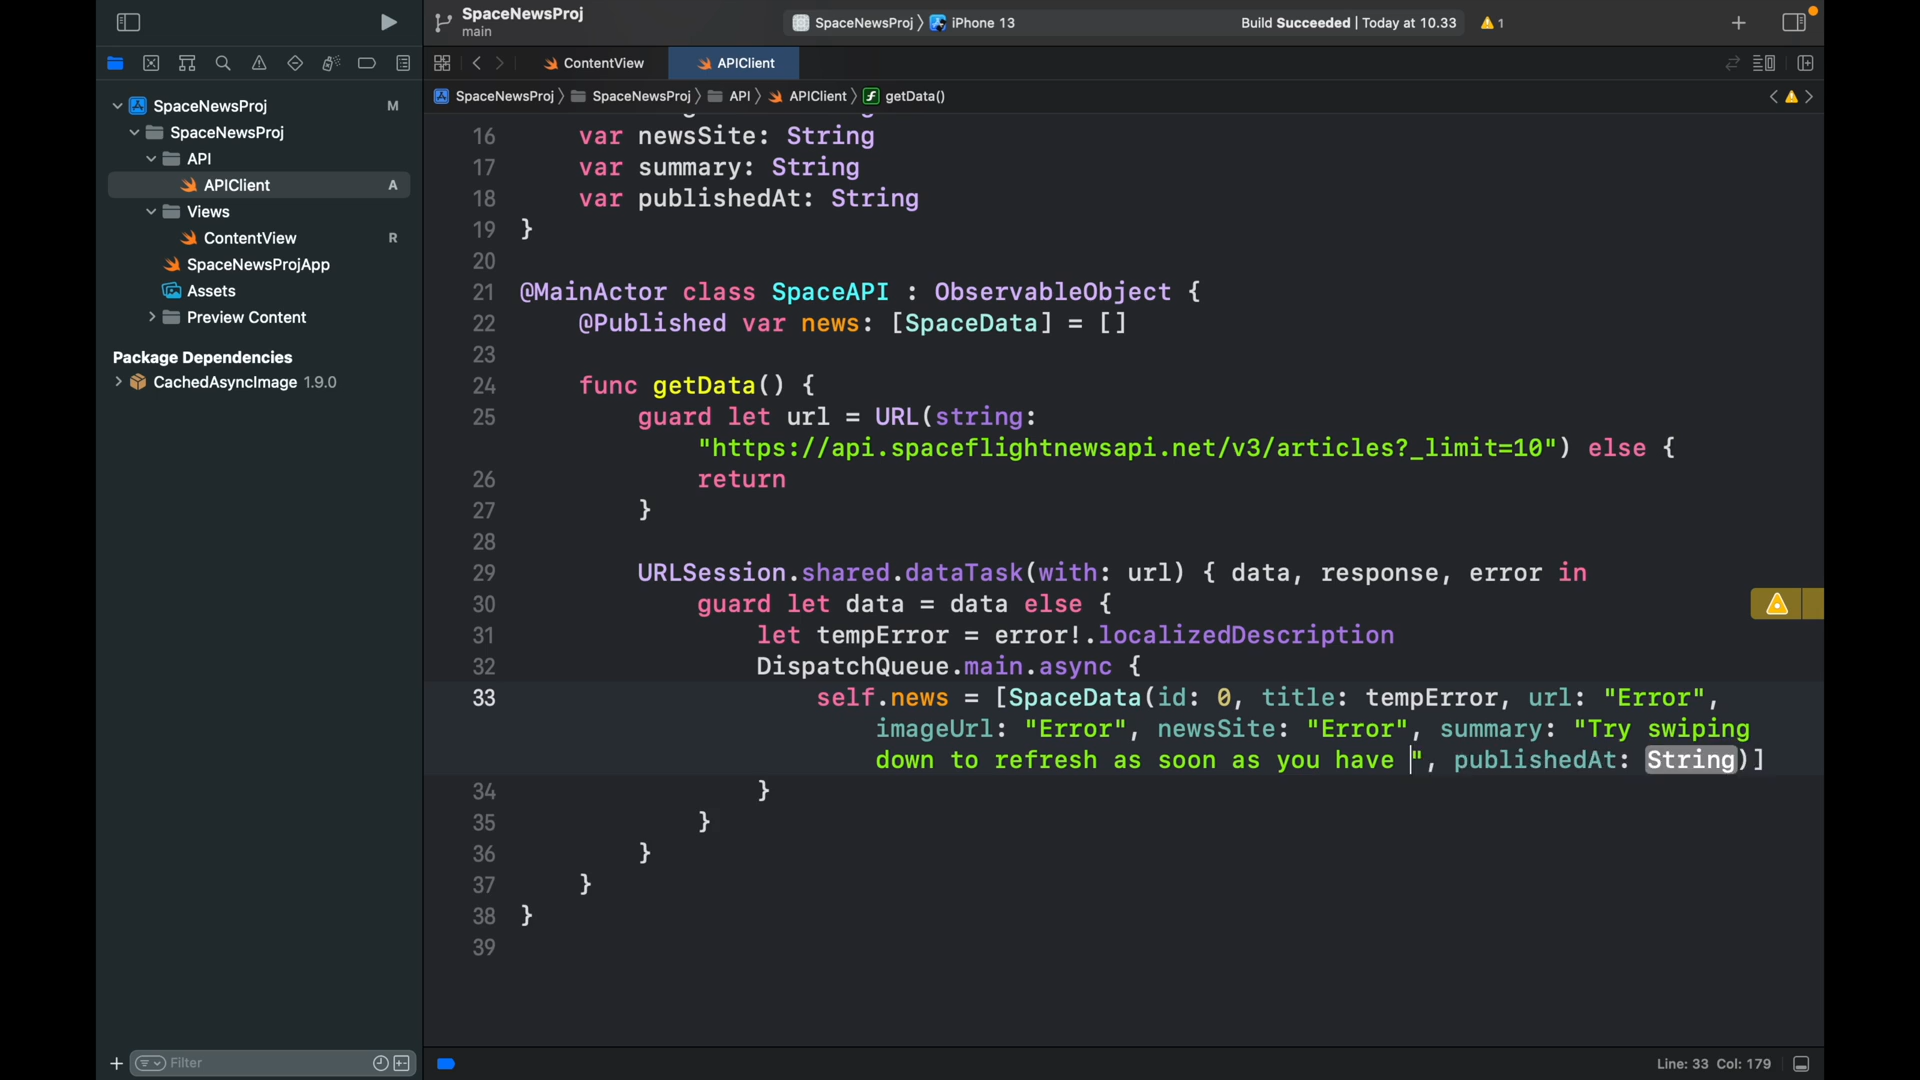 SpaceNewsProj
main
SpaceNewsProj 〉 iPhone 13
Build Succeeded | Today at 10.33
1
ContentView
APIClient
SpaceNewsProj 〉 SpaceNewsProj 〉 API 〉 APIClient 〉 getData()
SpaceNewsProj M
SpaceNewsProj
API
APIClient A
Views
ContentView R
SpaceNewsProjApp
Assets
Preview Content
Package Dependencies
CachedAsyncImage 1.9.0
16 var newsSite: String
17 var summary: String
18 var publishedAt: String
19 }
20
21 @MainActor class SpaceAPI : ObservableObject {
22 @Published var news: [SpaceData] = []
23
24 func getData() {
25 guard let url = URL(string:
"https://api.spaceflightnewsapi.net/v3/articles?_limit=10") else {
26 return
27 }
28
29 URLSession.shared.dataTask(with: url) { data, response, error in
30 guard let data = data else {
31 let tempError = error!.localizedDescription
32 DispatchQueue.main.async {
33 self.news = [SpaceData(id: 0, title: tempError, url: "Error",
imageUrl: "Error", newsSite: "Error", summary: "Try swiping
down to refresh as soon as you have ", publishedAt: String)]
34 }
35 }
36 }
37 }
38 }
39
Filter
Line: 33 Col: 179